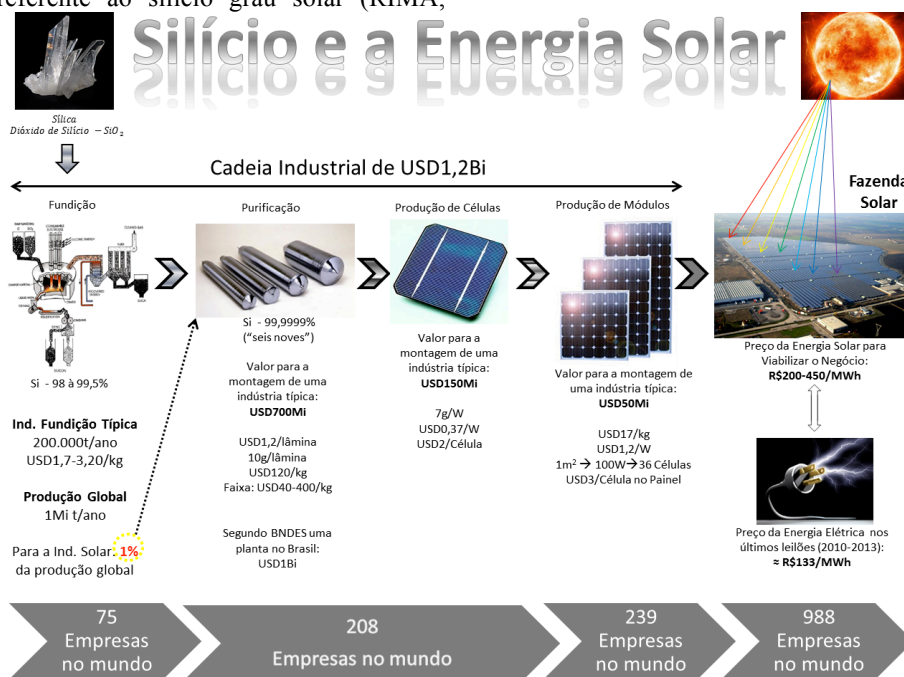 referente ao silício grau solar (RIMA,
Silício e a Energia Solar
Sílica
Dióxido de Silício – SiO₂
Cadeia Industrial de USD1,2Bi
Fundição
Purificação
Produção de Células
Produção de Módulos
Fazenda
Solar
Si - 98 à 99,5%
Ind. Fundição Típica
200.000t/ano
USD1,7-3,20/kg
Produção Global
1Mi t/ano
Para a Ind. Solar: 1%
da produção global
Si - 99,9999%
("seis noves")
Valor para a
montagem de uma
indústria típica:
USD700Mi
USD1,2/lâmina
10g/lâmina
USD120/kg
Faixa: USD40-400/kg
Segundo BNDES uma
planta no Brasil:
USD1Bi
Valor para a
montagem de uma
indústria típica:
USD150Mi
7g/W
USD0,37/W
USD2/Célula
Valor para a montagem de
uma indústria típica:
USD50Mi
USD17/kg
USD1,2/W
1m² → 100W→36 Células
USD3/Célula no Painel
Preço da Energia Solar para
Viabilizar o Negócio:
R$200-450/MWh
Preço da Energia Elétrica nos
últimos leilões (2010-2013):
≈ R$133/MWh
75
Empresas
no mundo
208
Empresas no mundo
239
Empresas
no mundo
988
Empresas
no mundo